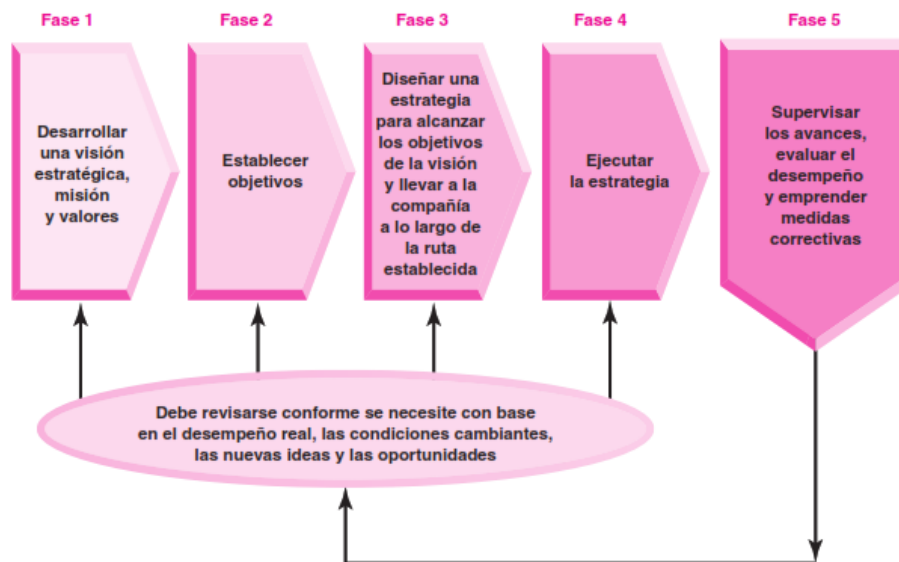 Fase 1
Fase 2
Fase 3
Fase 4
Fase 5
Desarrollar
una visión
estratégica,
misión
y valores
Establecer
objetivos
Diseñar una
estrategia
para alcanzar
los objetivos
de la visión
y llevar a la
compañía
a lo largo de
la ruta
establecida
Ejecutar
la estrategia
Supervisar
los avances,
evaluar el
desempeño
y emprender
medidas
correctivas
Debe revisarse conforme se necesite con base
en el desempeño real, las condiciones cambiantes,
las nuevas ideas y las oportunidades